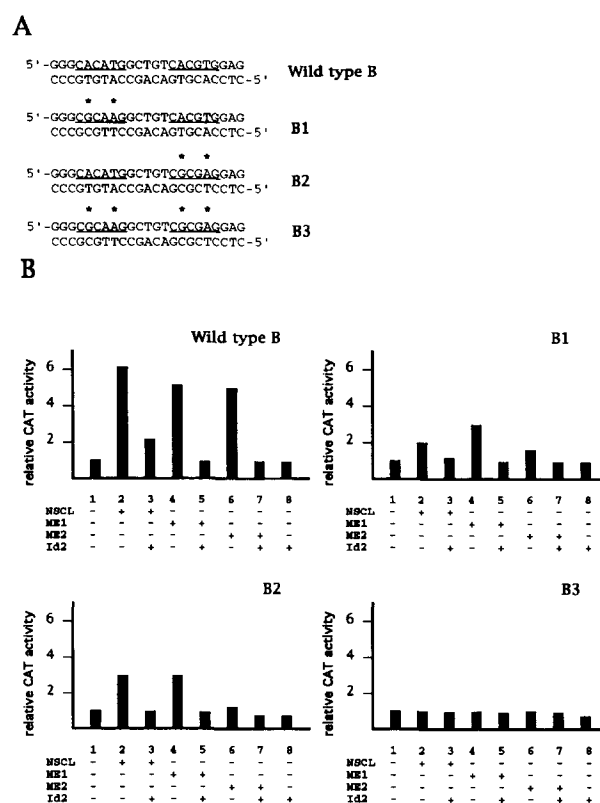 A
5'-GGGCACATGGCTGTCACGTGGAG
CCCGTGTACCGACAGTGCACCTC-5'
Wild type B
* *
5'-GGGCGCAAGGCTGTCACGTGGAG
CCCGCGTTCCGACAGTGCACCTC-5'
B1
* *
5'-GGGCACATGGCTGTCGCGAGGAG
CCCGTGTACCGACAGCGCTCCTC-5'
B2
* * * *
5'-GGGCGCAAGGCTGTCGCGAGGAG
CCCGCGTTCCGACAGCGCTCCTC-5'
B3
B
Wild type B
relative CAT activity
6
4
2
1 2 3 4 5 6 7 8
NSCL - + + - - - - -
ME1 - - - + + - - -
ME2 - - - - - + + -
Id2 - - + - + - + +
B1
relative CAT activity
6
4
2
1 2 3 4 5 6 7 8
NSCL - + + - - - - -
ME1 - - - + + - - -
ME2 - - - - - + + -
Id2 - - + - + - + +
B2
relative CAT activity
6
4
2
1 2 3 4 5 6 7 8
NSCL - + + - - - - -
ME1 - - - + + - - -
ME2 - - - - - + + -
Id2 - - + - + - + +
B3
relative CAT activity
6
4
2
1 2 3 4 5 6 7 8
NSCL - + + - - - - -
ME1 - - - + + - - -
ME2 - - - - - + + -
Id2 - - + - + - + +